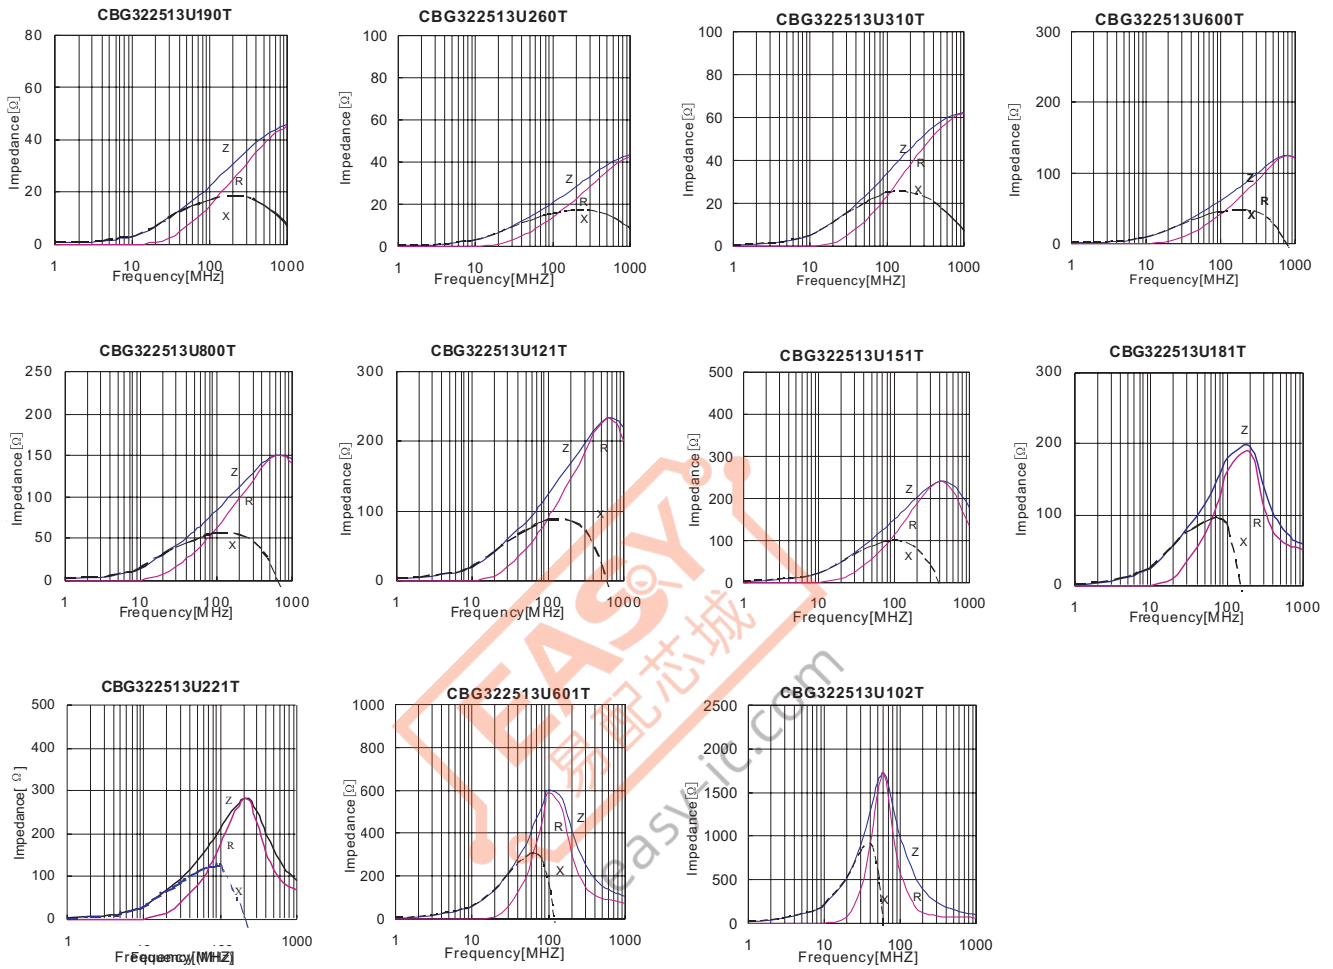 CBG322513U190T
80
60
40
20
0
Impedance[Ω]
Z
R
X
1
10
100
1000
Frequency[MHZ]
CBG322513U260T
100
80
60
40
20
0
Impedance[Ω]
Z
R
X
1
10
100
1000
Frequency[MHZ]
CBG322513U310T
100
80
60
40
20
0
Impedance[Ω]
Z
R
X
1
10
100
1000
Frequency[MHZ]
CBG322513U600T
300
200
100
0
Impedance[Ω]
Z
R
X
1
10
100
1000
Frequency[MHZ]
CBG322513U800T
250
200
150
100
50
0
Impedance[Ω]
Z
R
X
1
10
100
1000
Frequency[MHZ]
CBG322513U121T
300
200
100
0
Impedance[Ω]
Z
R
X
1
10
100
1000
Frequency[MHZ]
CBG322513U151T
500
400
300
200
100
0
Impedance[Ω]
Z
R
X
1
10
100
1000
Frequency[MHZ]
CBG322513U181T
300
200
100
0
Impedance[Ω]
Z
R
X
1
10
100
1000
Frequency[MHZ]
CBG322513U221T
500
400
300
200
100
0
Impedance[ Ω]
Z
R
X
1
10
100
1000
Frequency[MHZ]
CBG322513U601T
1000
800
600
400
200
0
Impedance[Ω]
R
Z
X
1
10
100
1000
Frequency[MHZ]
CBG322513U102T
2500
2000
1500
1000
500
0
Impedance[Ω]
Z
X
R
1
10
100
1000
Frequency[MHZ]
EASY
易配芯城
easy-ic.com